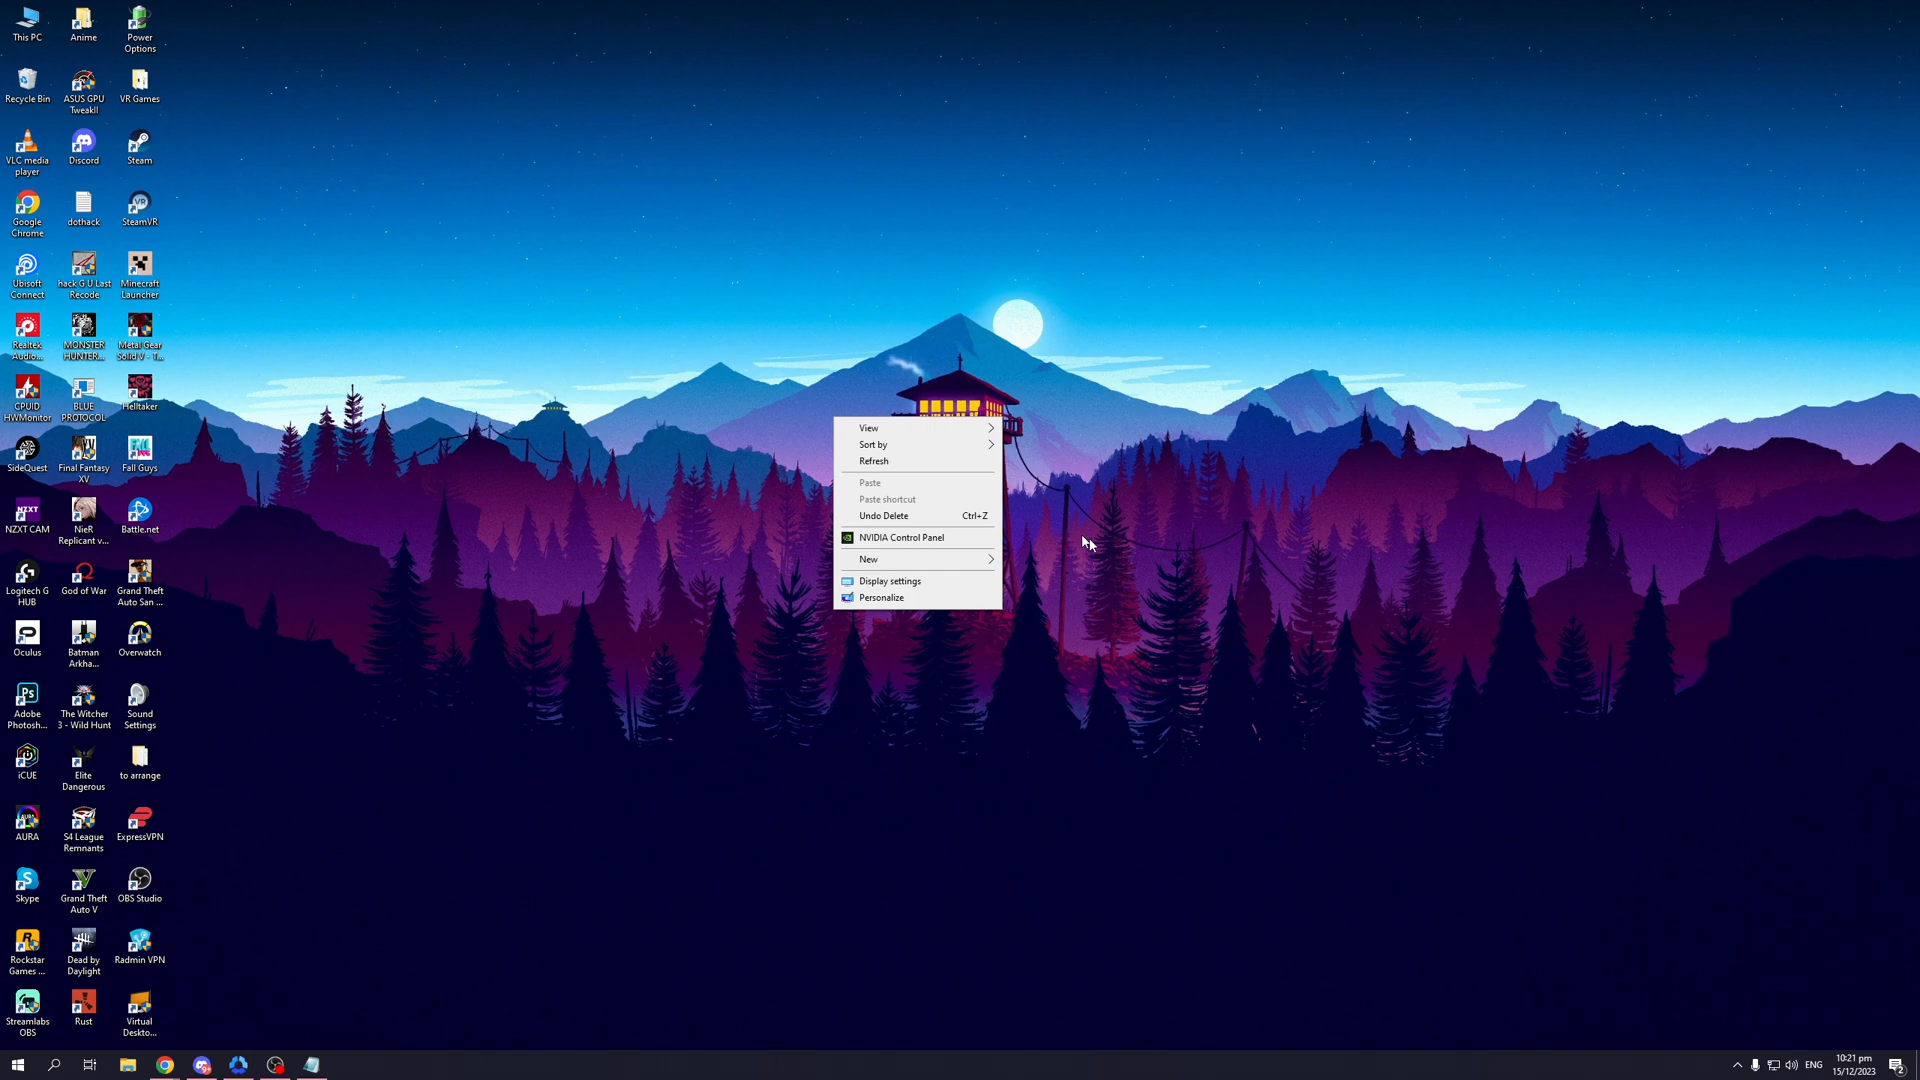 This PC
Anime
Power
Options
Recycle Bin
ASUS GPU
TweakII
VR Games
VLC media
player
Discord
Steam
Google
Chrome
dothack
SteamVR
Ubisoft
Connect
hack G U Last
Recode
Minecraft
Launcher
Realtek
Audio...
MONSTER
HUNTER...
Metal Gear
Solid V - T...
CPUID
HWMonitor
BLUE
PROTOCOL
Helltaker
SideQuest
Final Fantasy
XV
Fall Guys
NZXT CAM
NieR
Replicant v...
Battle.net
Logitech G
HUB
God of War
Grand Theft
Auto San ...
Oculus
Batman
Arkha...
Overwatch
Adobe
Photosh...
The Witcher
3 - Wild Hunt
Sound
Settings
iCUE
Elite
Dangerous
to arrange
AURA
S4 League
Remnants
ExpressVPN
Skype
Grand Theft
Auto V
OBS Studio
Rockstar
Games ...
Dead by
Daylight
Radmin VPN
Streamlabs
OBS
Rust
Virtual
Deskto...
View
Sort by
Refresh
Paste
Paste shortcut
Undo Delete Ctrl+Z
NVIDIA Control Panel
New
Display settings
Personalize
ENG
10:21 pm
15/12/2023
2